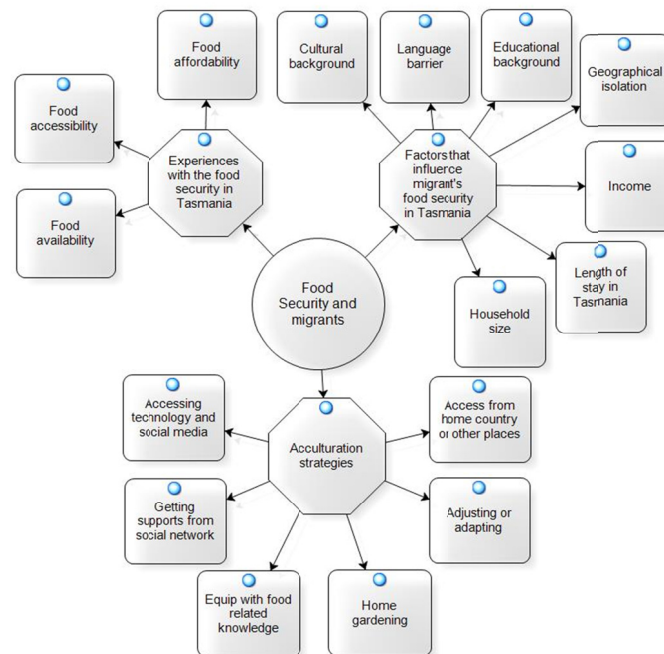 Food
affordability
Cultural
background
Language
barrier
Educational
background
Geographical
isolation
Food
accessibility
Experiences
with the food
security in
Tasmania
Factors that
influerce
migrant's
food security
in Tasmania
Income
Food
availability
Food
Security and
migrants
Length of
stay in
Tasmania
Household
size
Accessing
technology and
social media
Access from
home country
or other places
Acculturation
strategies
Getting
supports from
social network
Adjusting or
adapting
Equip with food
related
knowledge
Home
gardening